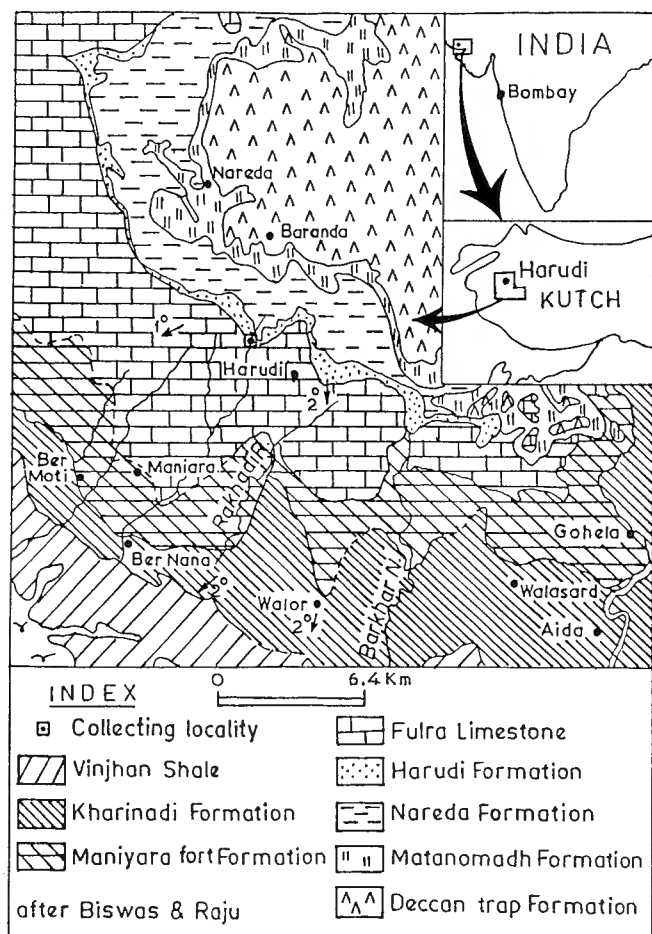 INDIA
Bombay
Harudi
KUTCH
Nareda
Baranda
1°
Harudi
2°
Ber
Moti
Maniara
Rakhadi R.
Ber Nana
2°
Walor
2°
Barkhar N.
Gohela
Walasard
Aida
0 6.4 Km
INDEX
Collecting locality
Vinjhan Shale
Kharinadi Formation
Maniyara fort Formation
after Biswas & Raju
Fulra Limestone
Harudi Formation
Nareda Formation
Matanomadh Formation
Deccan trap Formation